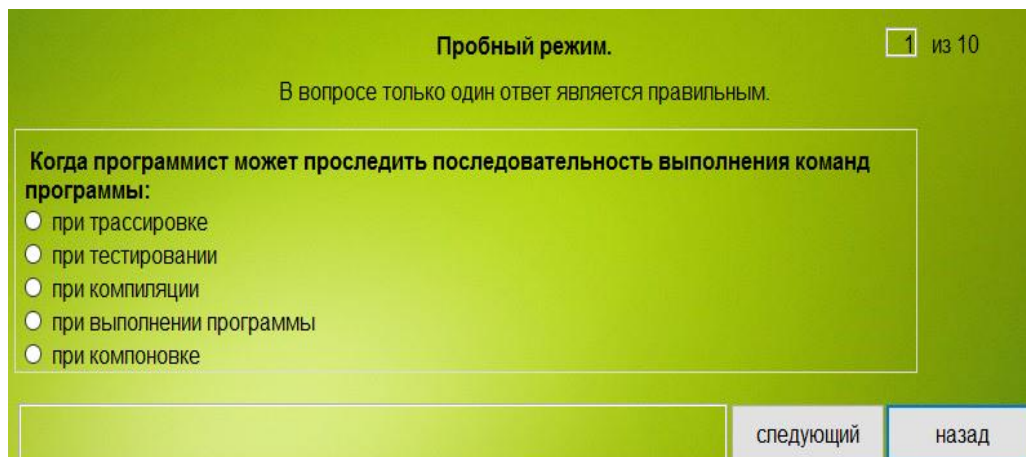 Пробный режим.
1 из 10
В вопросе только один ответ является правильным.
Когда программист может проследить последовательность выполнения команд
программы:
при трассировке
при тестировании
при компиляции
при выполнении программы
при компоновке
следующий назад